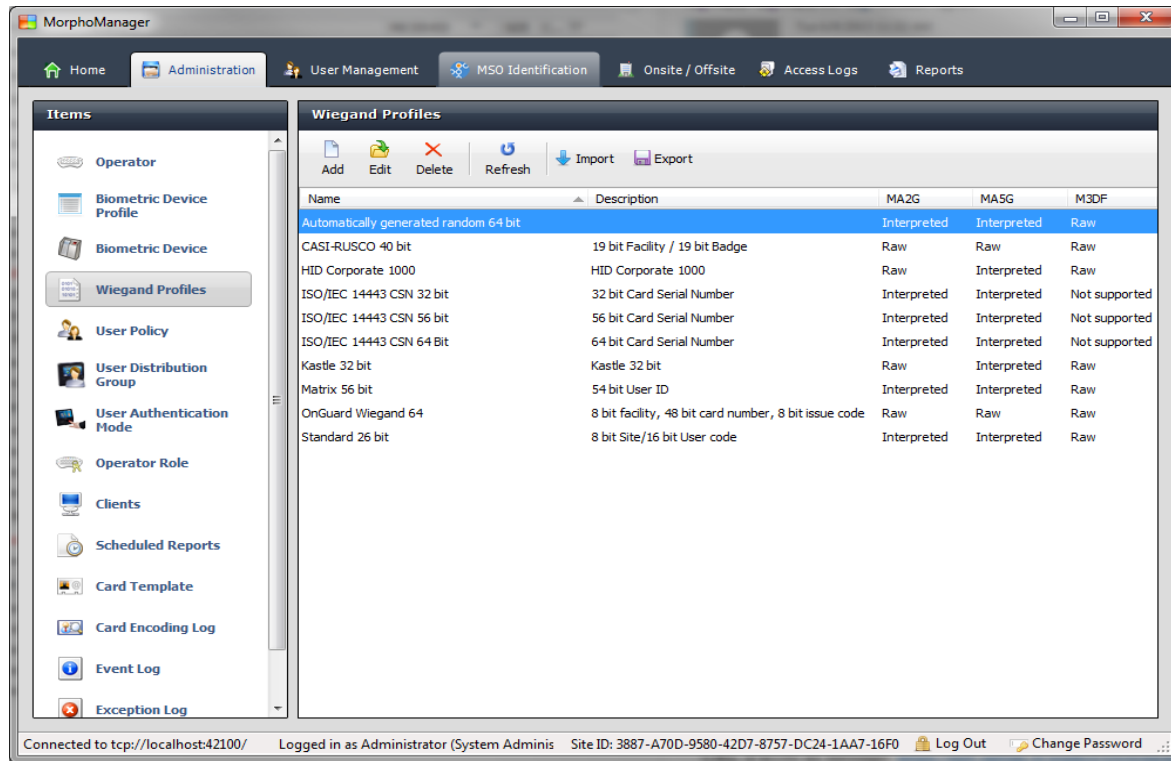 MorphoManager
Home Administration User Management MSO Identification Onsite / Offsite Access Logs Reports
Items
Operator
Biometric Device
Profile
Biometric Device
Wiegand Profiles
User Policy
User Distribution
Group
User Authentication
Mode
Operator Role
Clients
Scheduled Reports
Card Template
Card Encoding Log
Event Log
Exception Log
Wiegand Profiles
Add Edit Delete Refresh Import Export
Name Description MA2G MA5G M3DF
Automatically generated random 64 bit Interpreted Interpreted Raw
CASI-RUSCO 40 bit 19 bit Facility / 19 bit Badge Raw Raw Raw
HID Corporate 1000 HID Corporate 1000 Raw Interpreted Raw
ISO/IEC 14443 CSN 32 bit 32 bit Card Serial Number Interpreted Interpreted Not supported
ISO/IEC 14443 CSN 56 bit 56 bit Card Serial Number Interpreted Interpreted Not supported
ISO/IEC 14443 CSN 64 Bit 64 bit Card Serial Number Interpreted Interpreted Not supported
Kastle 32 bit Kastle 32 bit Raw Interpreted Raw
Matrix 56 bit 54 bit User ID Interpreted Interpreted Raw
OnGuard Wiegand 64 8 bit facility, 48 bit card number, 8 bit issue code Raw Raw Raw
Standard 26 bit 8 bit Site/16 bit User code Interpreted Interpreted Raw
Connected to tcp://localhost:42100/ Logged in as Administrator (System Adminis Site ID: 3887-A70D-9580-42D7-8757-DC24-1AA7-16F0 Log Out Change Password